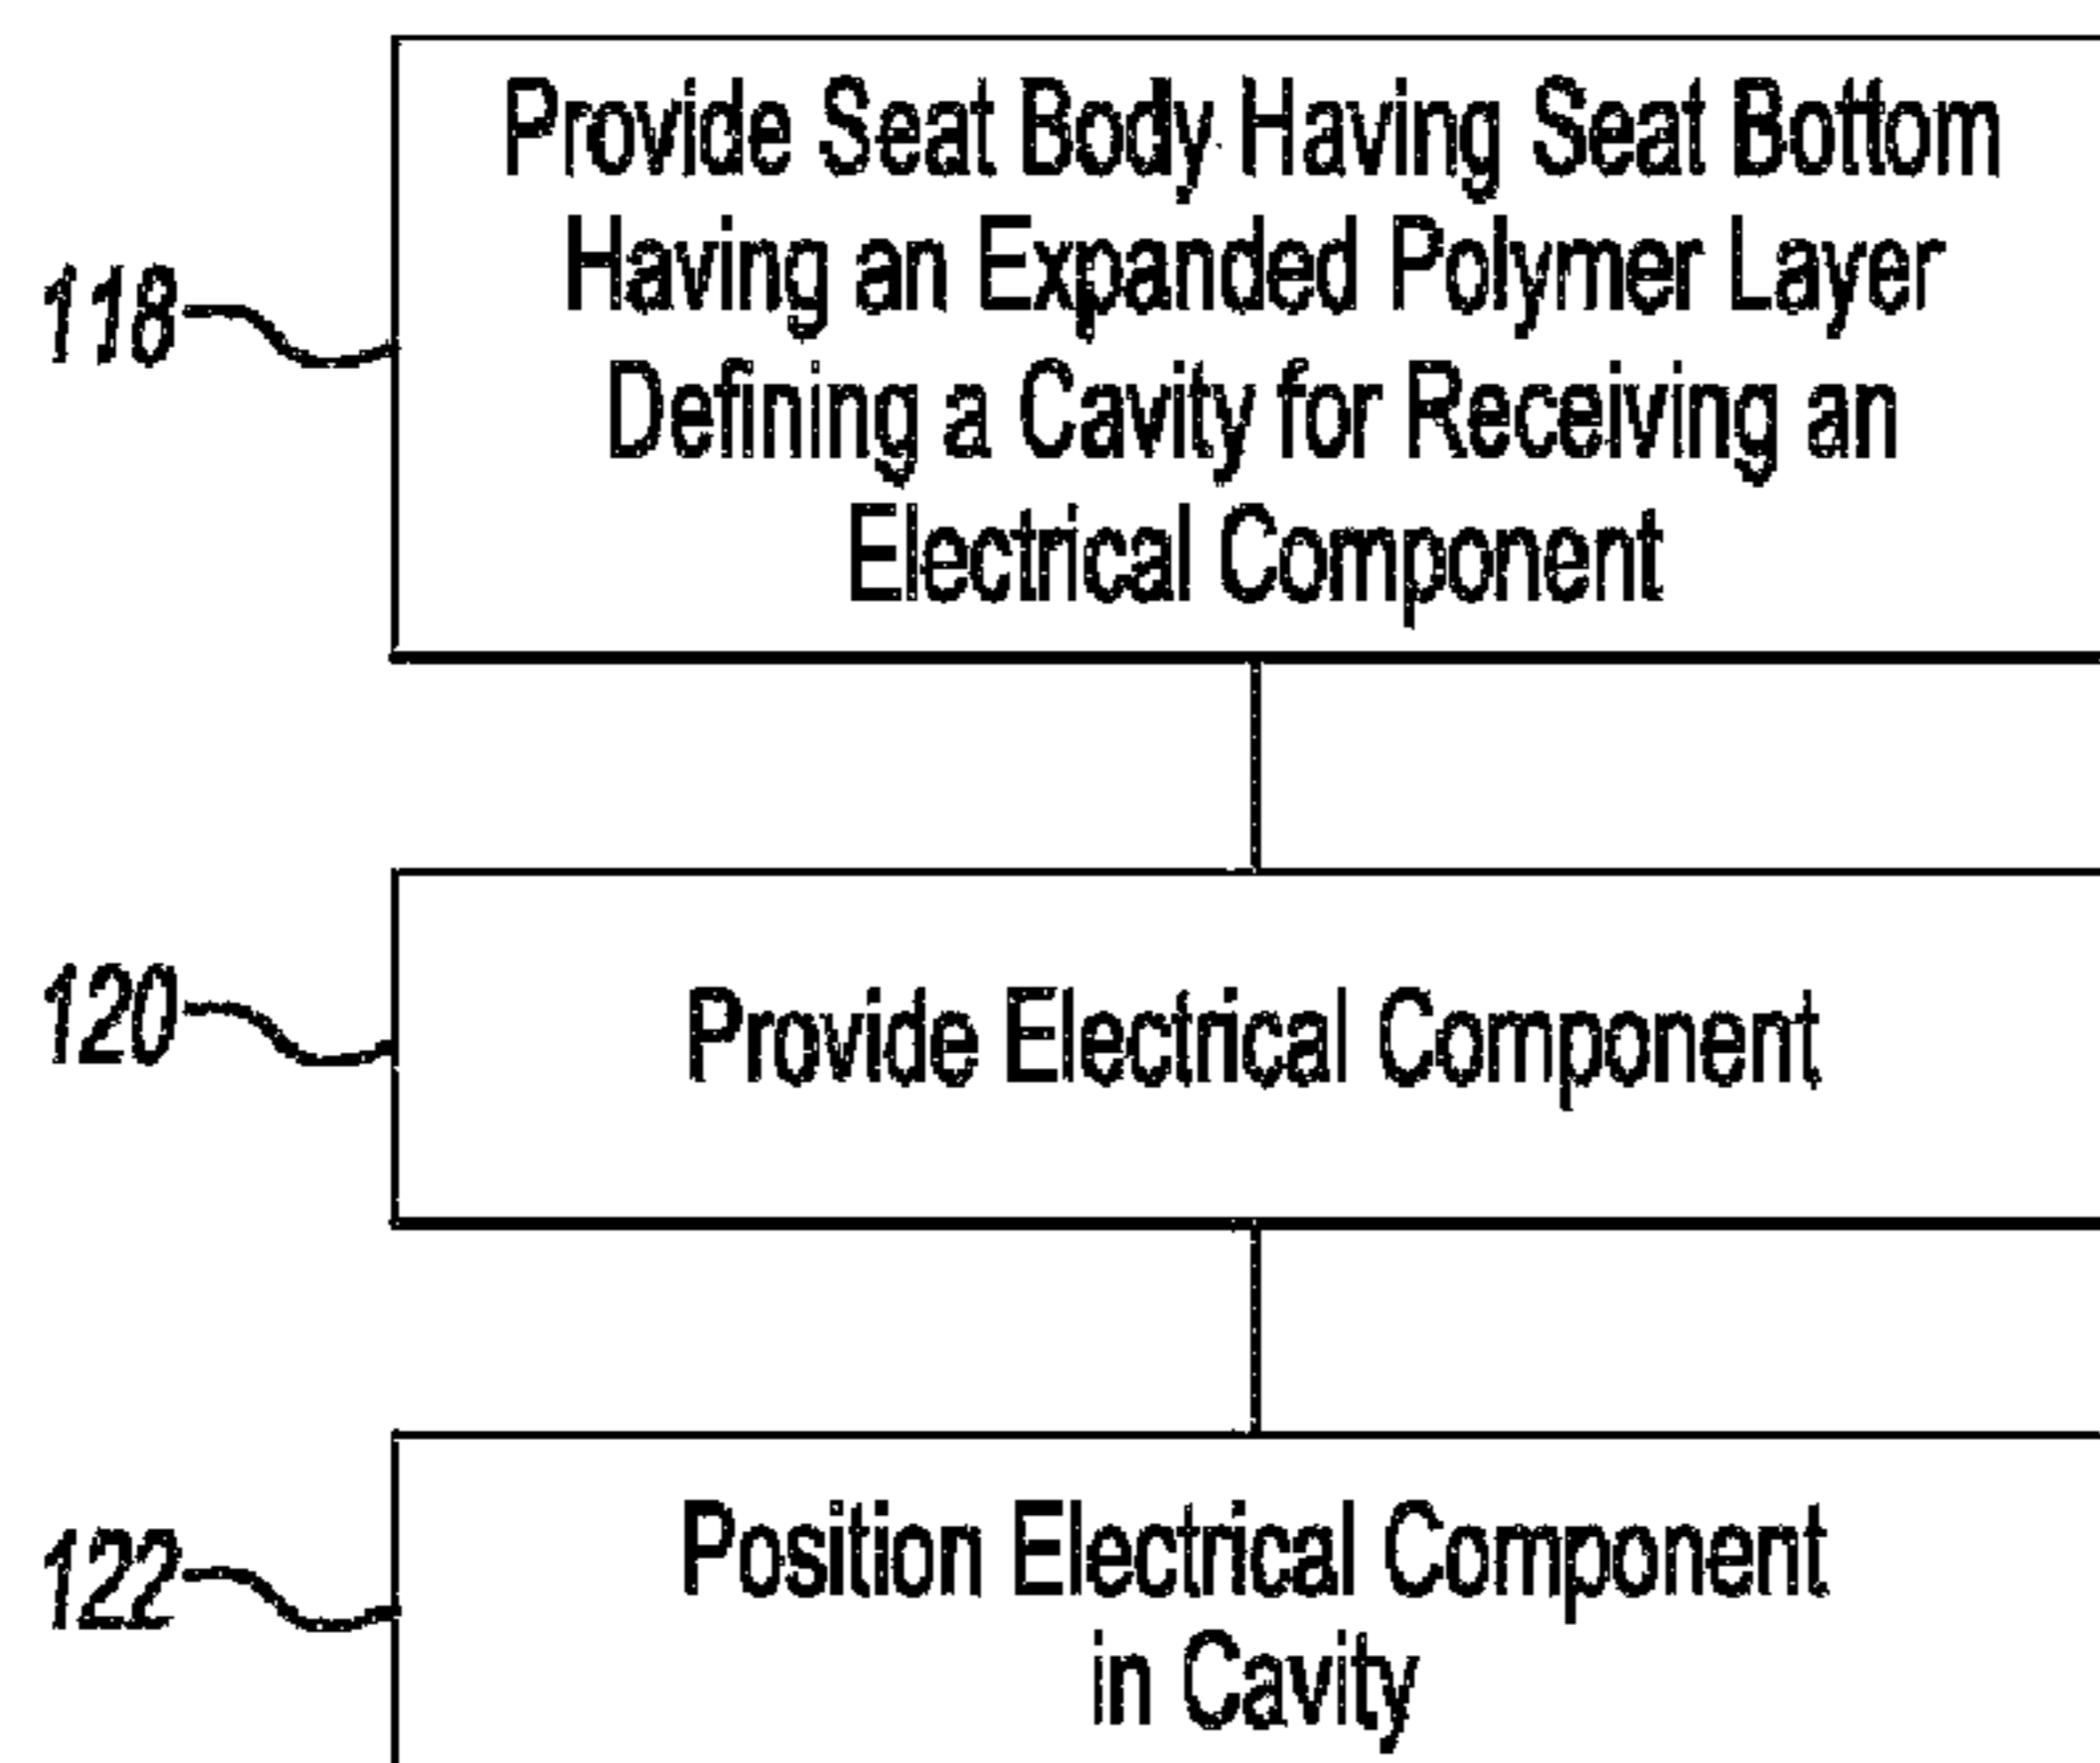 Provide Seat Body Having Seat Bottom
Having an Expanded Polymer Layer
118
Defining a Cavity for Receiving an
Electrical Component
120
Provide Electrical Component
122
Position Electrical Component
in Cavity